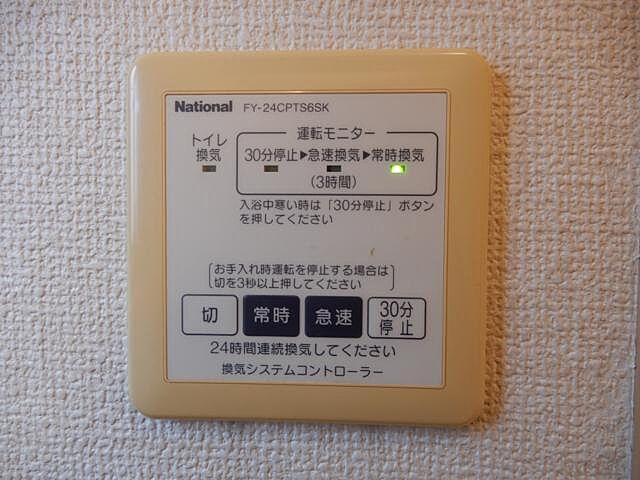 National FY-24CPTS6SK
運転モニター
トイレ
換気
30分停止▶急速換気▶常時換気
(3時間)
入浴中寒い時は「30分停止」ボタン
を押してください
お手入れ時運転を停止する場合は
切を3秒以上押してください
切 常時 急速 30分
停止
24時間連続換気してください
換気システムコントローラー